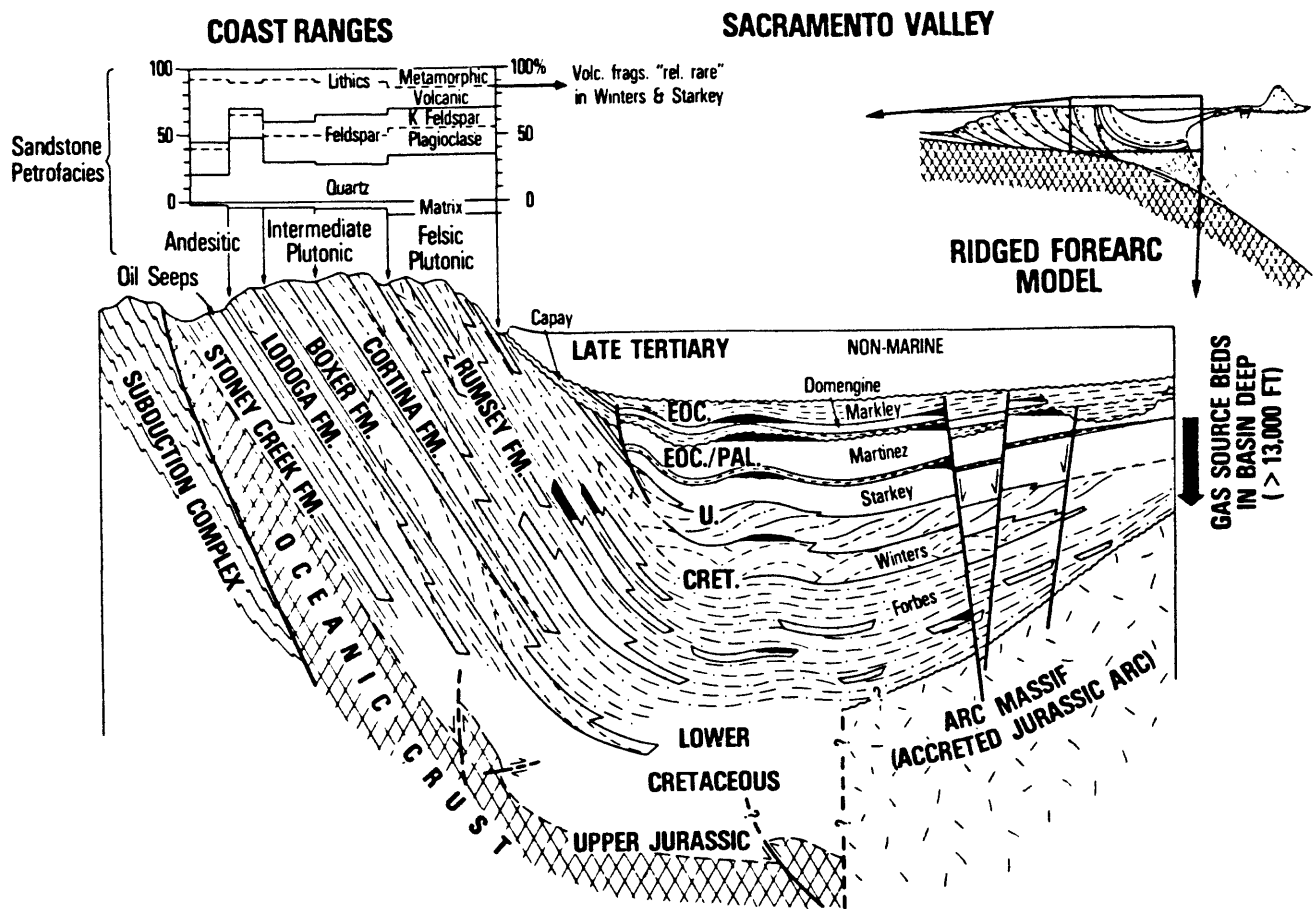 COAST RANGES
SACRAMENTO VALLEY
100
100%
Lithics
Metamorphic
Volcanic
K Feldspar
Feldspar
Plagioclase
50
50
Quartz
0
0
Matrix
Sandstone
Petrofacies
Volc. frags. "rel. rare"
in Winters & Starkey
Andesitic
Intermediate
Plutonic
Felsic
Plutonic
RIDGED FOREARC
MODEL
Oil Seeps
Capay
LATE TERTIARY
NON-MARINE
Domengine
EOC.
Markley
EOC./PAL.
Martinez
Starkey
U.
Winters
CRET.
Forbes
SUBDUCTION COMPLEX
STONEY CREEK FM.
LODOGA FM.
BOXER FM.
CORTINA FM.
RUMSEY FM.
OCEANIC CRUST
GAS SOURCE BEDS
IN BASIN DEEP
(> 13,000 FT)
ARC MASSIF
(ACCRETED JURASSIC ARC)
LOWER
CRETACEOUS
UPPER JURASSIC
?
?
?
?